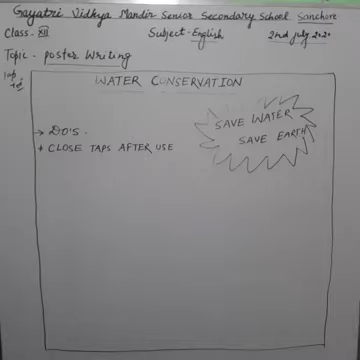 Gayatri Vidhya Mandir Senior Secondary School Sanchore
Class-XII Subject-English 2nd July, 2020
Topic - poster Writing
WATER CONSERVATION
SAVE WATER
SAVE EARTH
→ DO'S.
+ CLOSE TAPS AFTER USE